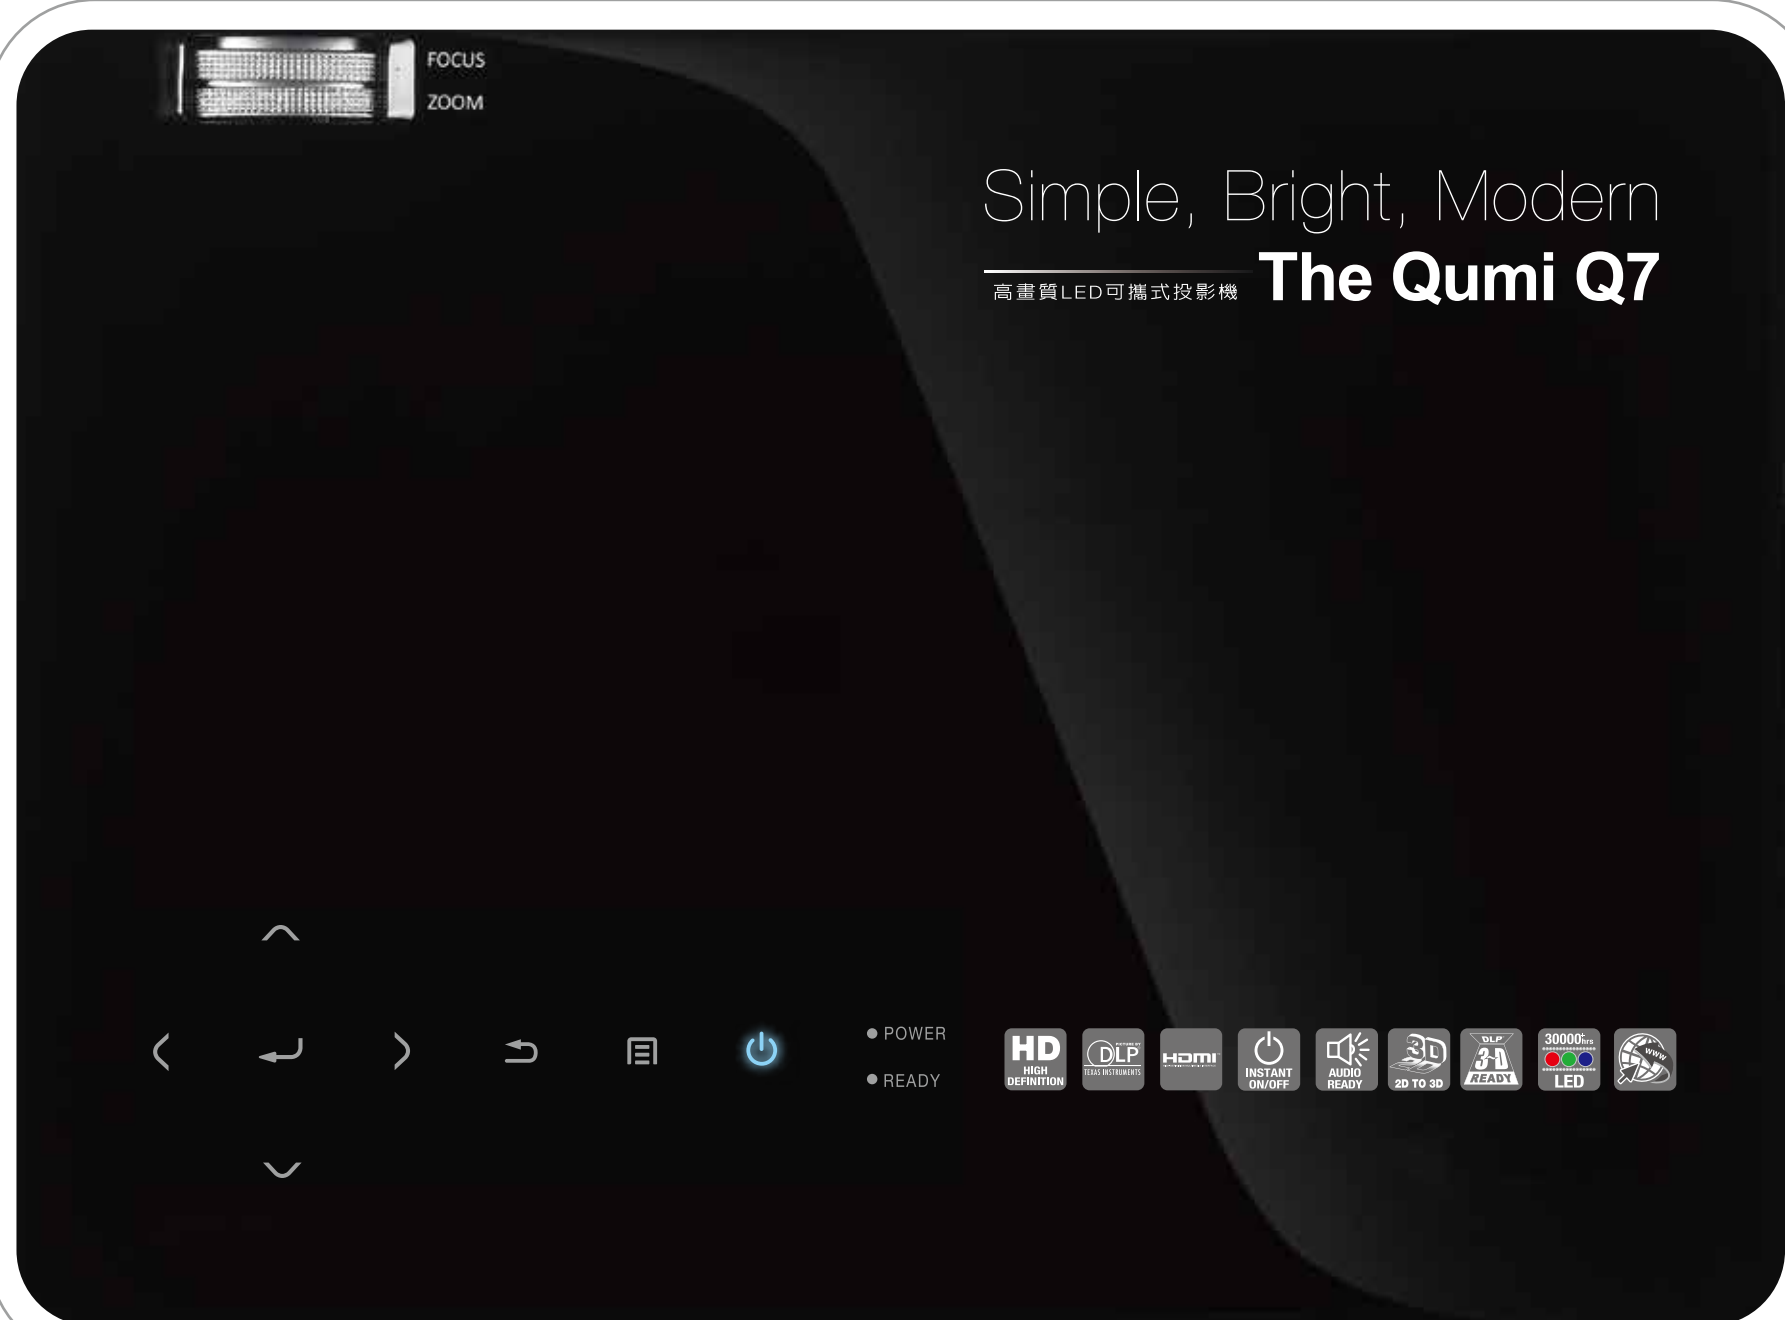 FOCUS
ZOOM
Simple, Bright, Modern
高畫質LED可攜式投影機 The Qumi Q7
POWER
READY
HD
HIGH
DEFINITION
DLP
TEXAS INSTRUMENTS
HDMI
INSTANT
ON/OFF
AUDIO
READY
3D
2D TO 3D
DLP
3-D
READY
30000+hrs
LED
WWW